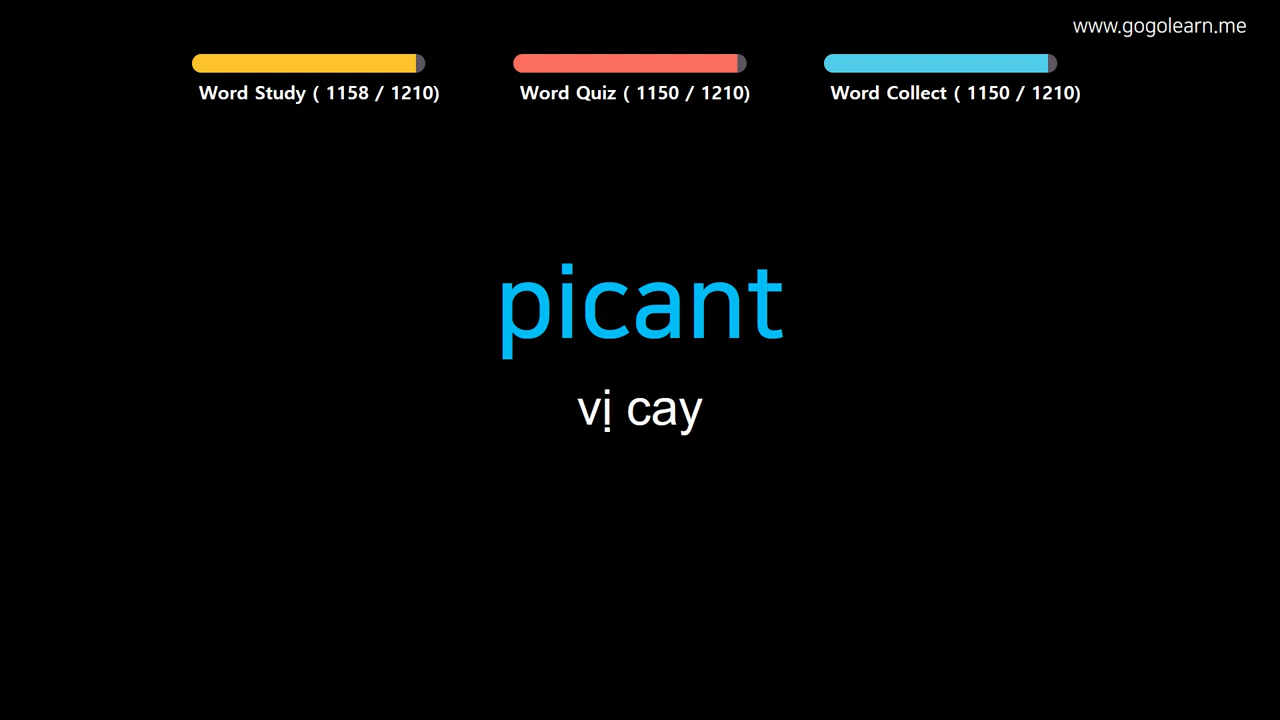 www.gogolearn.me
Word Study ( 1158 / 1210)
Word Quiz ( 1150 / 1210)
Word Collect ( 1150 / 1210)
picant
vị cay